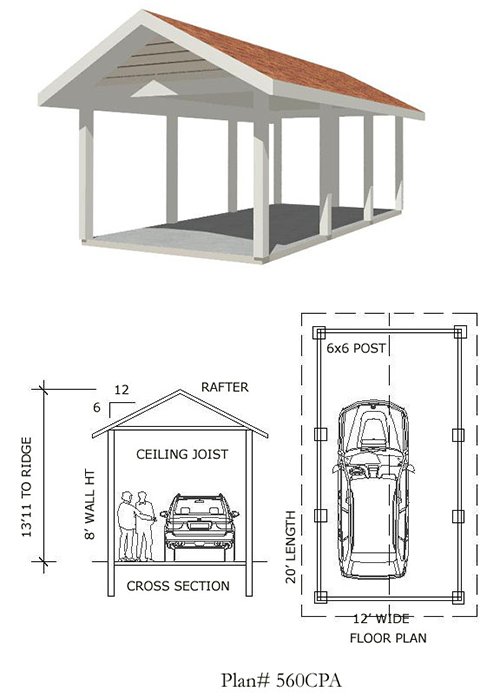 6x6 POST
12
6
RAFTER
CEILING JOIST
13'11 TO RIDGE
8' WALL HT
CROSS SECTION
20' LENGTH
12' WIDE
FLOOR PLAN
Plan# 560CPA